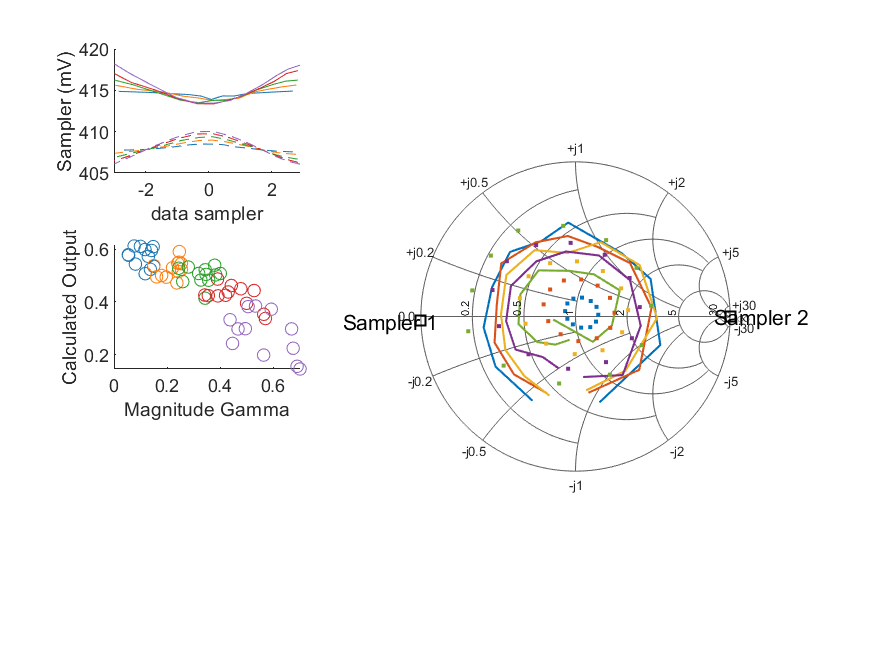 420
415
410
405
Sampler (mV)
-2
0
2
data sampler
0.6
0.4
0.2
Calculated Output
0
0.2
0.4
0.6
Magnitude Gamma
+j1
+j0.5
+j2
+j0.2
+j5
0.2
0.5
1
2
+j30
Sampler 1
Sampler 2
-j30
-j0.2
-j5
-j0.5
-j2
-j1